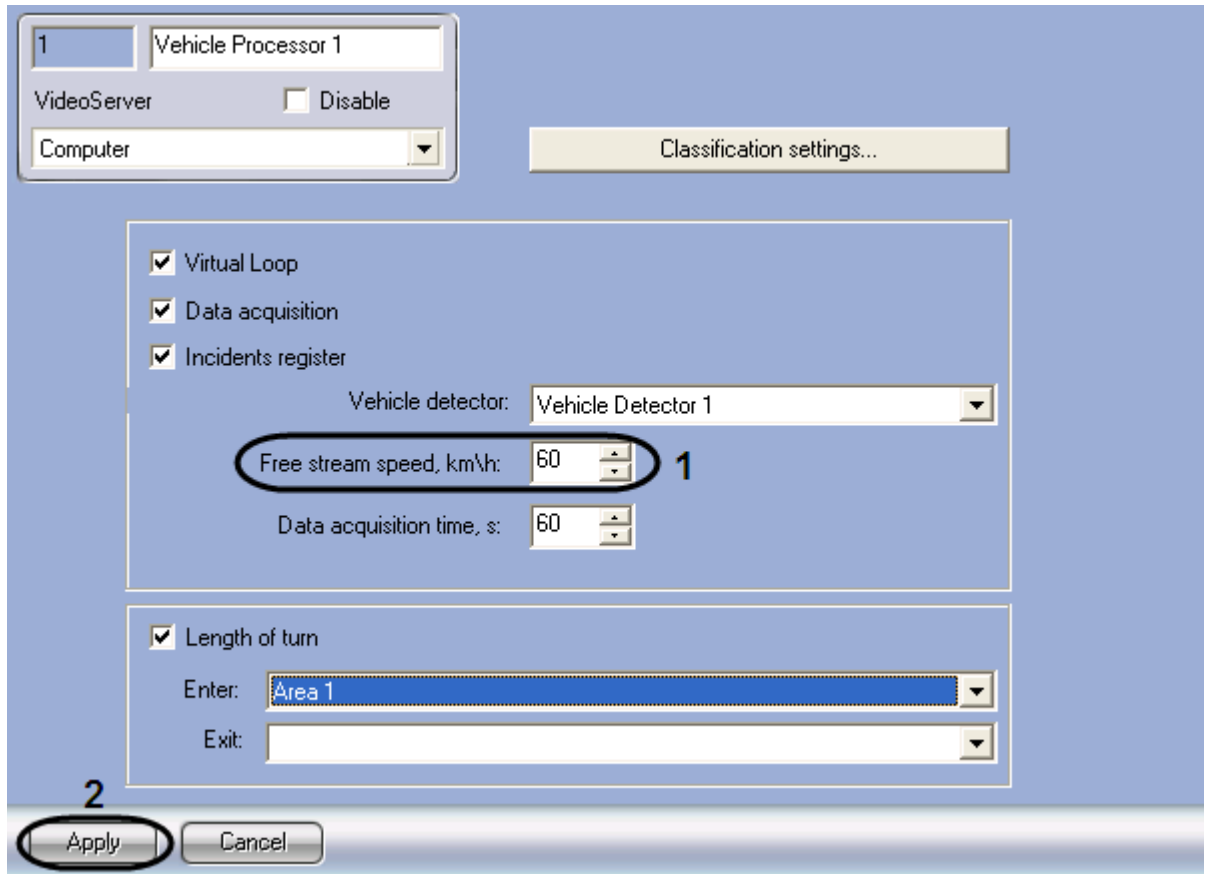 1 Vehicle Processor 1
VideoServer Disable
Computer
Classification settings...
Virtual Loop
Data acquisition
Incidents register
Vehicle detector: Vehicle Detector 1
Free stream speed, km\h: 60 1
Data acquisition time, s: 60
Length of turn
Enter: Area 1
Exit:
2
Apply Cancel